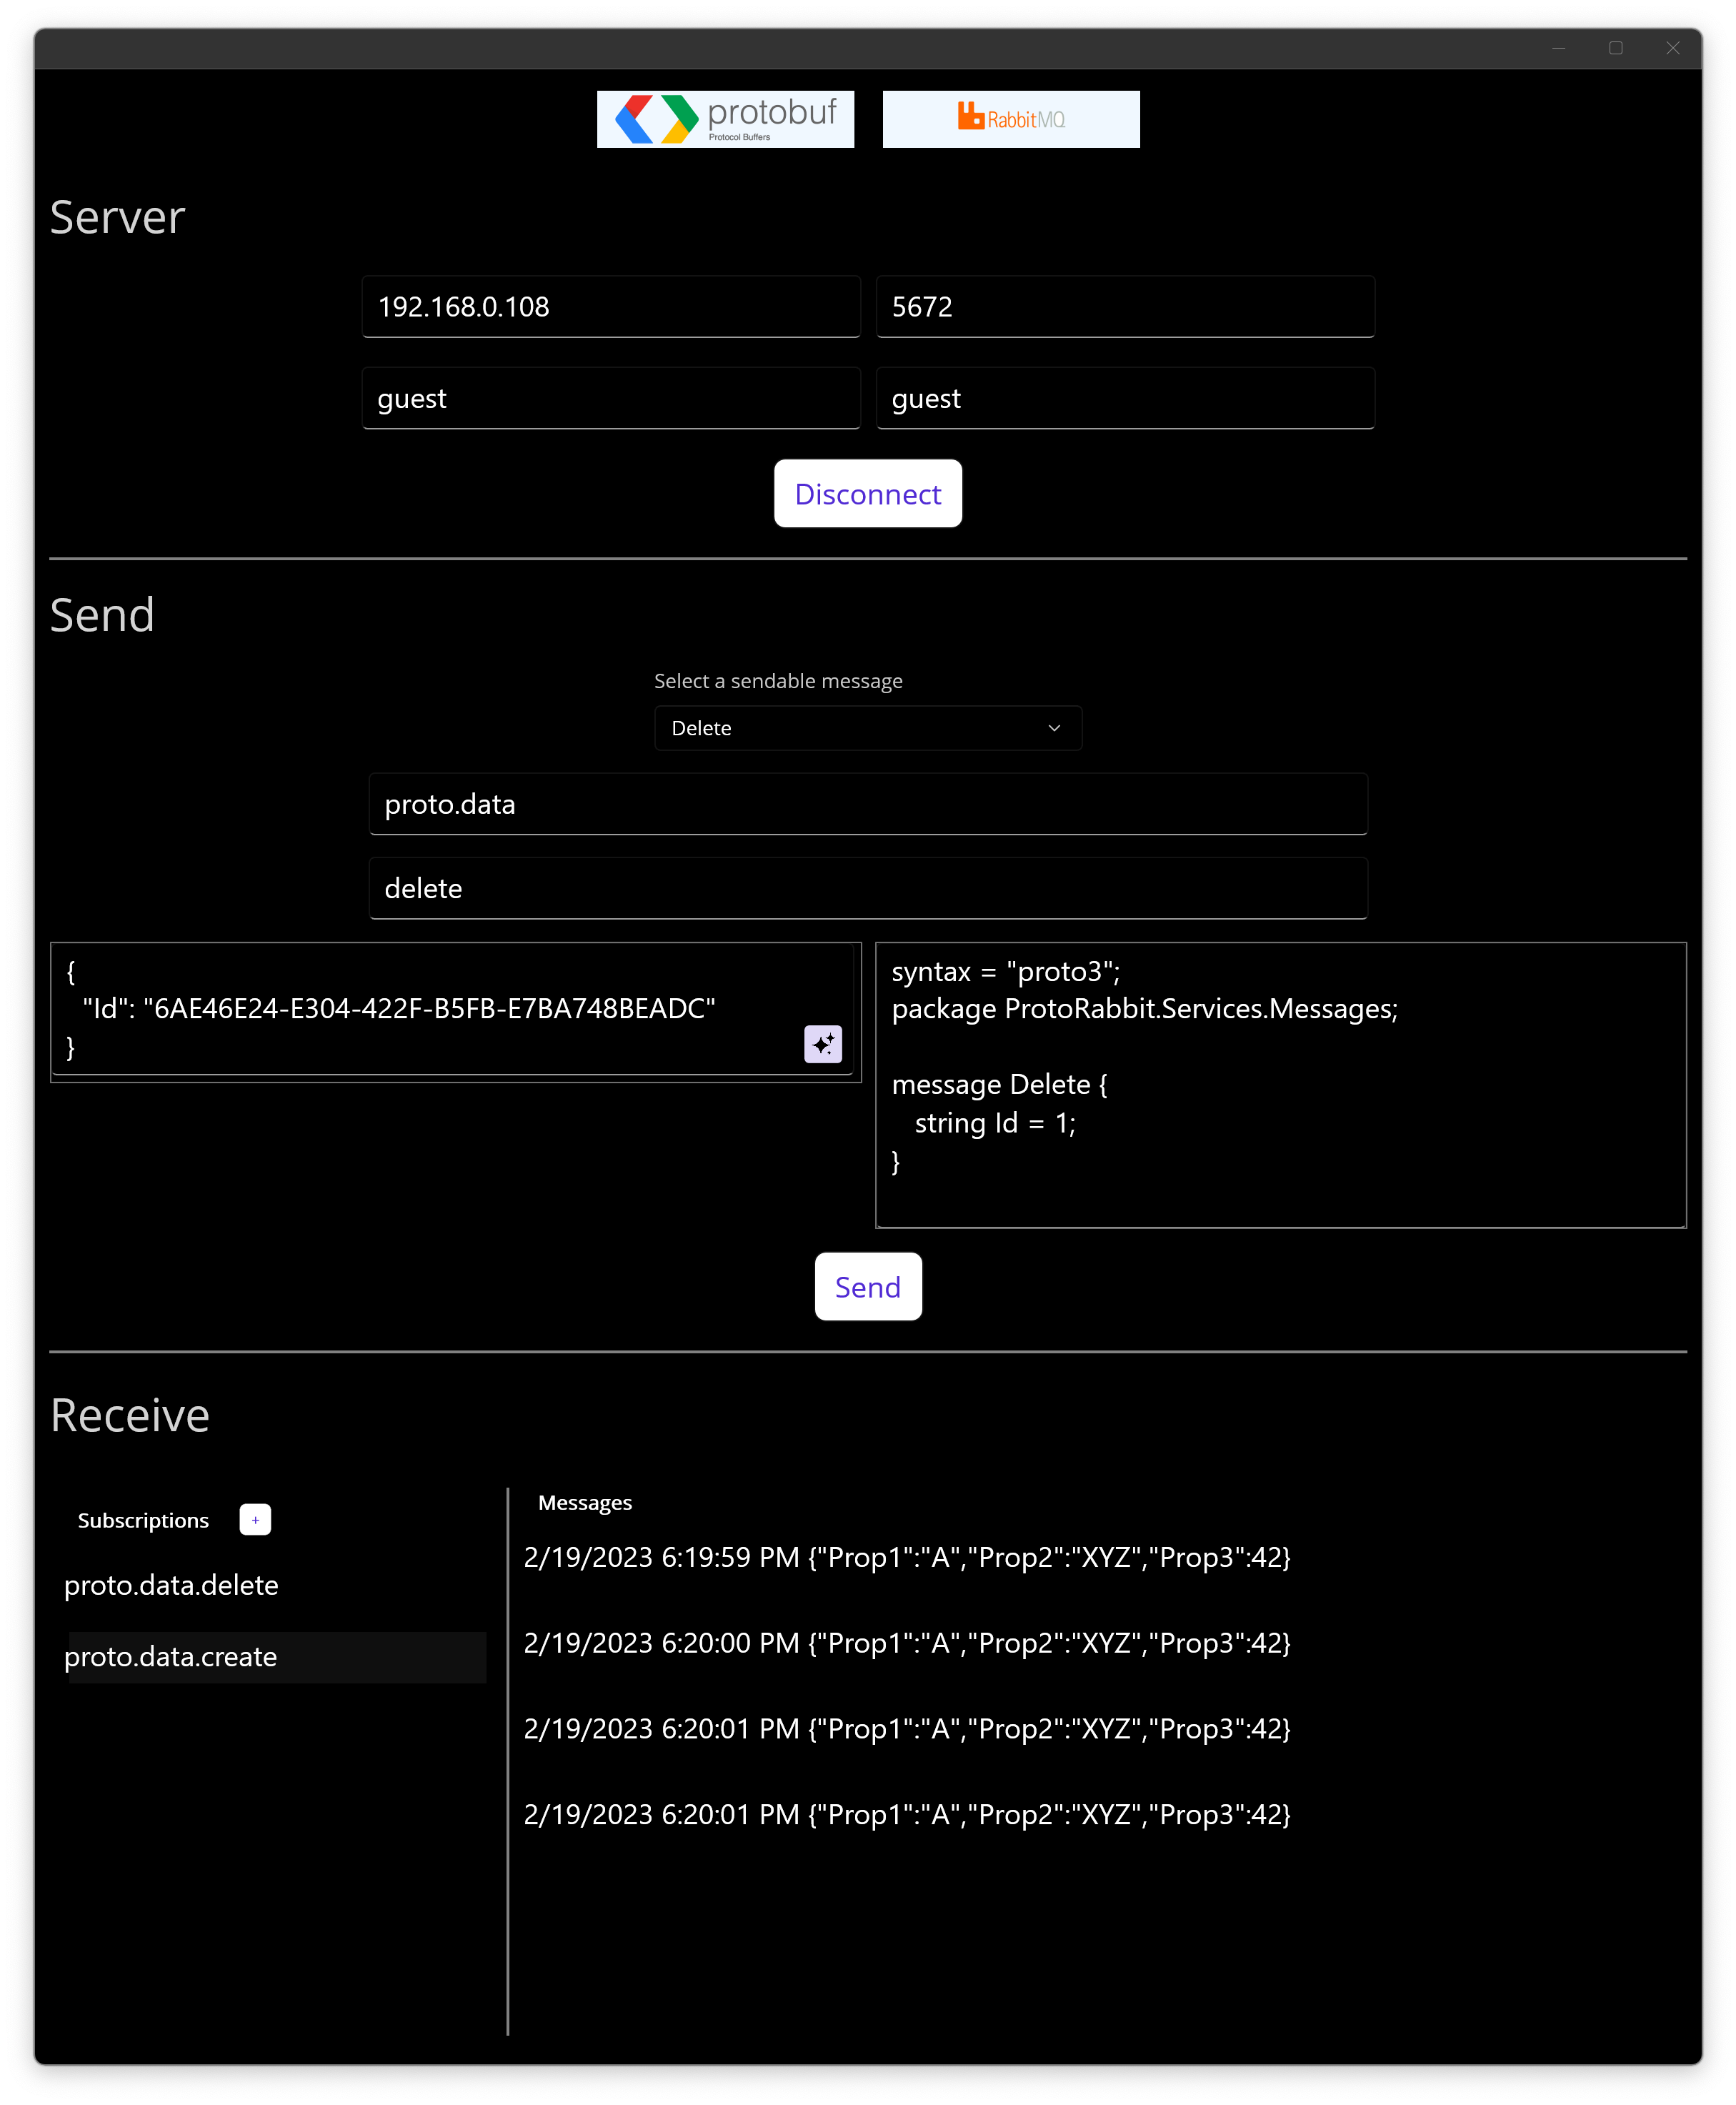 protobuf
Protocol Buffers
RabbitMQ
Server
192.168.0.108
5672
guest
guest
Disconnect
Send
Select a sendable message
Delete
proto.data
delete
{
"Id": "6AE46E24-E304-422F-B5FB-E7BA748BEADC"
}
syntax = "proto3";
package ProtoRabbit.Services.Messages;
message Delete {
string Id = 1;
}
Send
Receive
Subscriptions +
proto.data.delete
proto.data.create
Messages
2/19/2023 6:19:59 PM {"Prop1":"A","Prop2":"XYZ","Prop3":42}
2/19/2023 6:20:00 PM {"Prop1":"A","Prop2":"XYZ","Prop3":42}
2/19/2023 6:20:01 PM {"Prop1":"A","Prop2":"XYZ","Prop3":42}
2/19/2023 6:20:01 PM {"Prop1":"A","Prop2":"XYZ","Prop3":42}